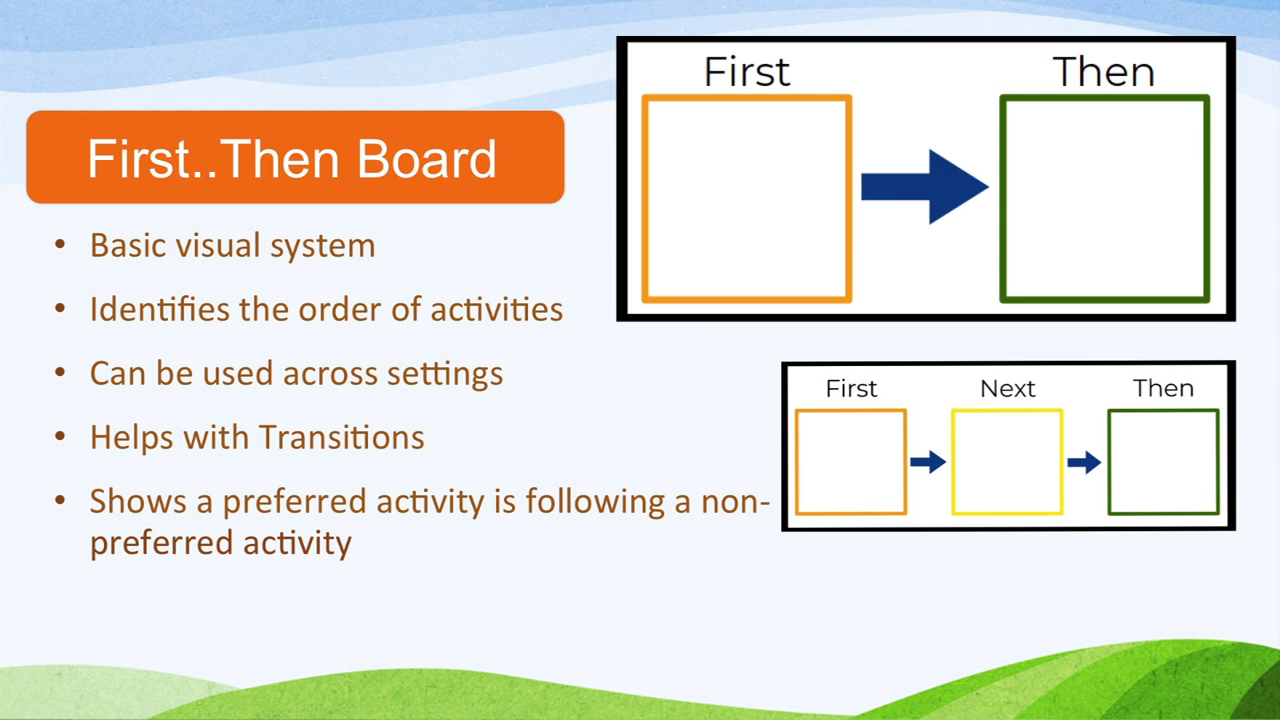 First..Then Board
• Basic visual system
• Identifies the order of activities
• Can be used across settings
• Helps with Transitions
• Shows a preferred activity is following a non-
preferred activity
First Then
First Next Then